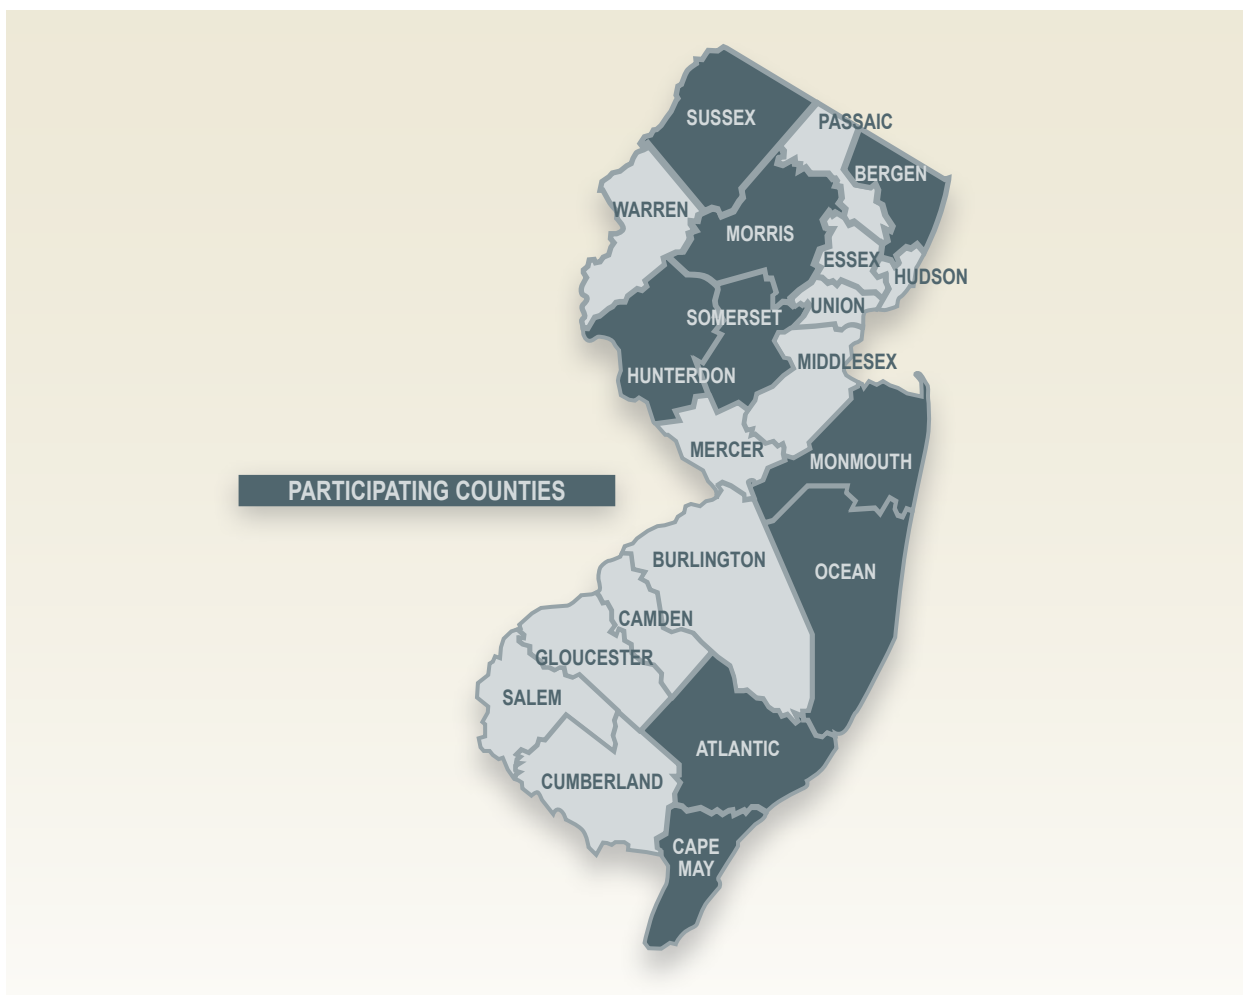 SUSSEX
PASSAIC
BERGEN
WARREN
MORRIS
ESSEX
HUDSON
UNION
SOMERSET
MIDDLESEX
HUNTERDON
MERCER
MONMOUTH
PARTICIPATING COUNTIES
BURLINGTON
OCEAN
CAMDEN
GLOUCESTER
SALEM
ATLANTIC
CUMBERLAND
CAPE
MAY